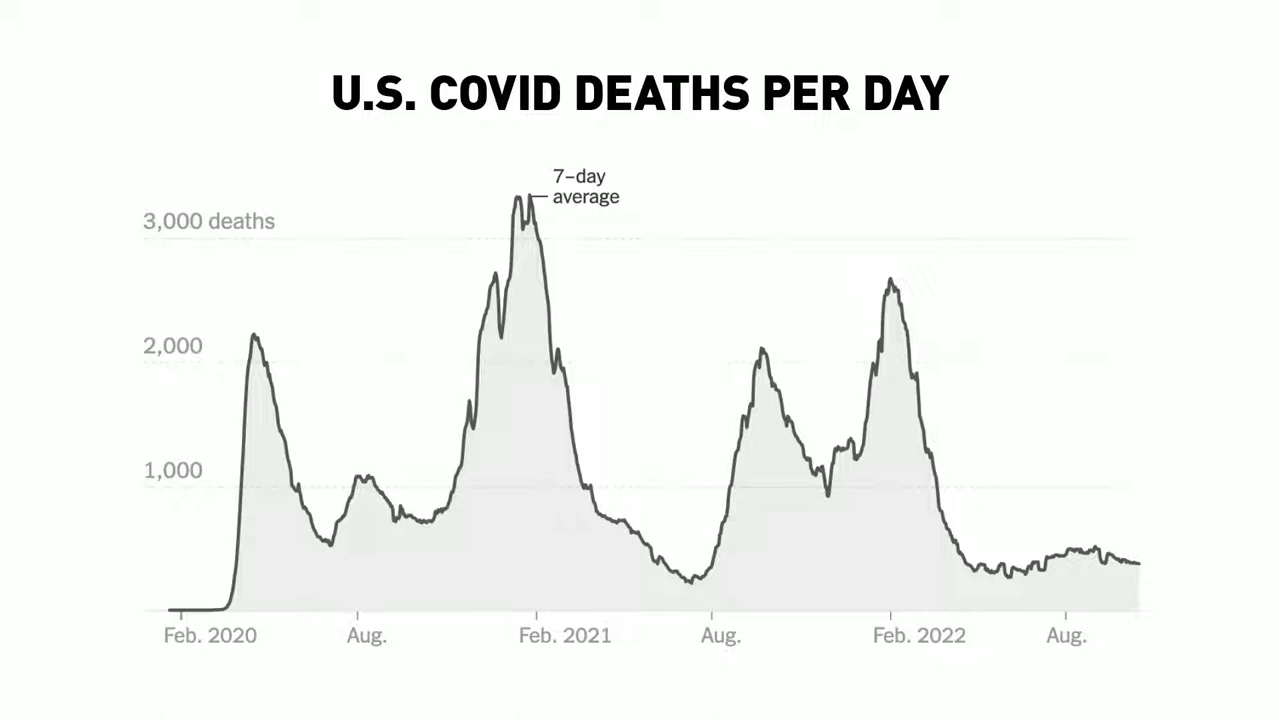 U.S. COVID DEATHS PER DAY
7-day
average
3,000 deaths
2,000
1,000
Feb. 2020
Aug.
Feb. 2021
Aug.
Feb. 2022
Aug.